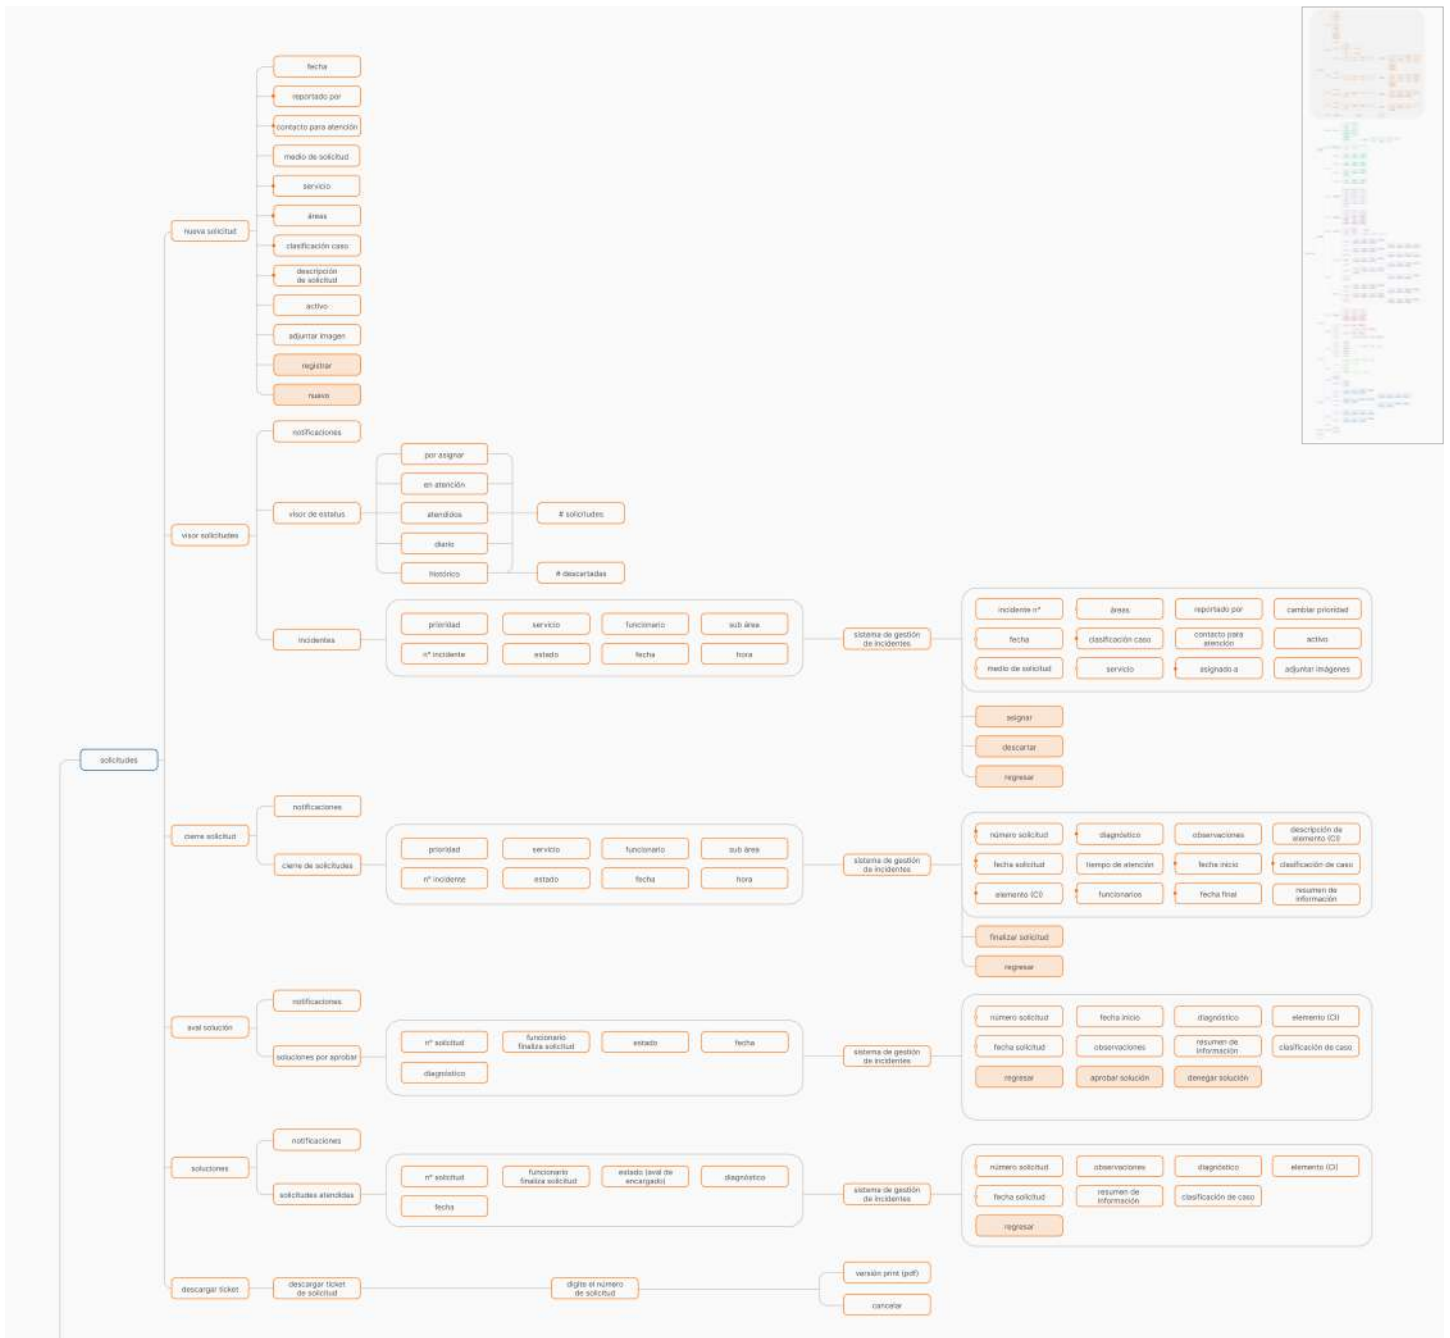 solicitudes
nueva solicitud
fecha
reportado por
contacto para atención
medio de solicitud
servicio
áreas
clasificación caso
descripción
de solicitud
activo
adjuntar imagen
registrar
nuevo
visor solicitudes
notificaciones
visor de estatus
por asignar
en atención
atendidos
diario
histórico
# solicitudes
# descartadas
incidentes
prioridad
servicio
funcionario
sub área
n° incidente
estado
fecha
hora
sistema de gestión
de incidentes
incidente n°
áreas
reportado por
cambiar prioridad
fecha
clasificación caso
contacto para
atención
activo
medio de solicitud
servicio
asignado a
adjuntar imágenes
asignar
descartar
regresar
cierre solicitud
notificaciones
cierre de solicitudes
prioridad
servicio
funcionario
sub área
n° incidente
estado
fecha
hora
sistema de gestión
de incidentes
número solicitud
diagnóstico
observaciones
descripción de
elemento (CI)
fecha solicitud
tiempo de atención
fecha inicio
clasificación de caso
elemento (CI)
funcionarios
fecha final
resumen de
información
finalizar solicitud
regresar
aval solución
notificaciones
soluciones por aprobar
n° solicitud
funcionario
finaliza solicitud
estado
fecha
diagnóstico
sistema de gestión
de incidentes
número solicitud
fecha inicio
diagnóstico
elemento (CI)
fecha solicitud
observaciones
resumen de
información
clasificación de caso
regresar
aprobar solución
denegar solución
soluciones
notificaciones
solicitudes atendidas
n° solicitud
funcionario
finaliza solicitud
estado (aval de
encargado)
diagnóstico
fecha
sistema de gestión
de incidentes
número solicitud
observaciones
diagnóstico
elemento (CI)
fecha solicitud
resumen de
información
clasificación de caso
regresar
descargar ticket
descargar ticket
de solicitud
digite el número
de solicitud
versión print (pdf)
cancelar